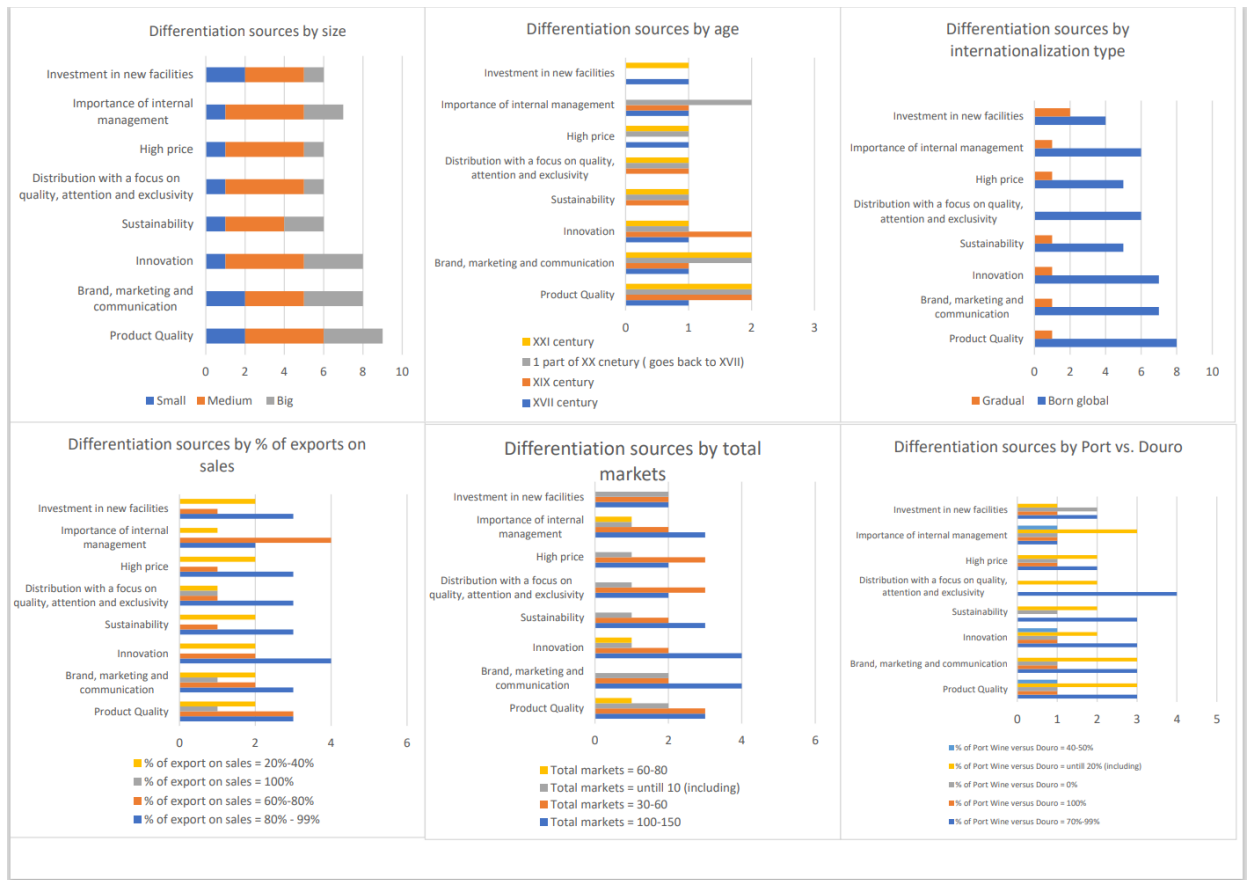 Differentiation sources by size
Investment in new facilities
Importance of internal
management
High price
Distribution with a focus on
quality, attention and exclusivity
Sustainability
Innovation
Brand, marketing and
communication
Product Quality
0 2 4 6 8 10
Small Medium Big
Differentiation sources by age
Investment in new facilities
Importance of internal management
High price
Distribution with a focus on quality,
attention and exclusivity
Sustainability
Innovation
Brand, marketing and communication
Product Quality
0 1 2 3
XXI century
1 part of XX cnetury ( goes back to XVII)
XIX century
XVII century
Differentiation sources by
internationalization type
Investment in new facilities
Importance of internal management
High price
Distribution with a focus on quality,
attention and exclusivity
Sustainability
Innovation
Brand, marketing and
communication
Product Quality
0 2 4 6 8 10
Gradual Born global
Differentiation sources by % of exports on
sales
Investment in new facilities
Importance of internal
management
High price
Distribution with a focus on
quality, attention and exclusivity
Sustainability
Innovation
Brand, marketing and
communication
Product Quality
0 2 4 6
% of export on sales = 20%-40%
% of export on sales = 100%
% of export on sales = 60%-80%
% of export on sales = 80% - 99%
Differentiation sources by total
markets
Investment in new facilities
Importance of internal
management
High price
Distribution with a focus on
quality, attention and exclusivity
Sustainability
Innovation
Brand, marketing and
communication
Product Quality
0 2 4 6
Total markets = 60-80
Total markets = untill 10 (including)
Total markets = 30-60
Total markets = 100-150
Differentiation sources by Port vs. Douro
Investment in new facilities
Importance of internal management
High price
Distribution with a focus on quality,
attention and exclusivity
Sustainability
Innovation
Brand, marketing and communication
Product Quality
0 1 2 3 4 5
% of Port Wine versus Douro = 40-50%
% of Port Wine versus Douro = untill 20% (including)
% of Port Wine versus Douro = 0%
% of Port Wine versus Douro = 100%
% of Port Wine versus Douro = 70%-99%